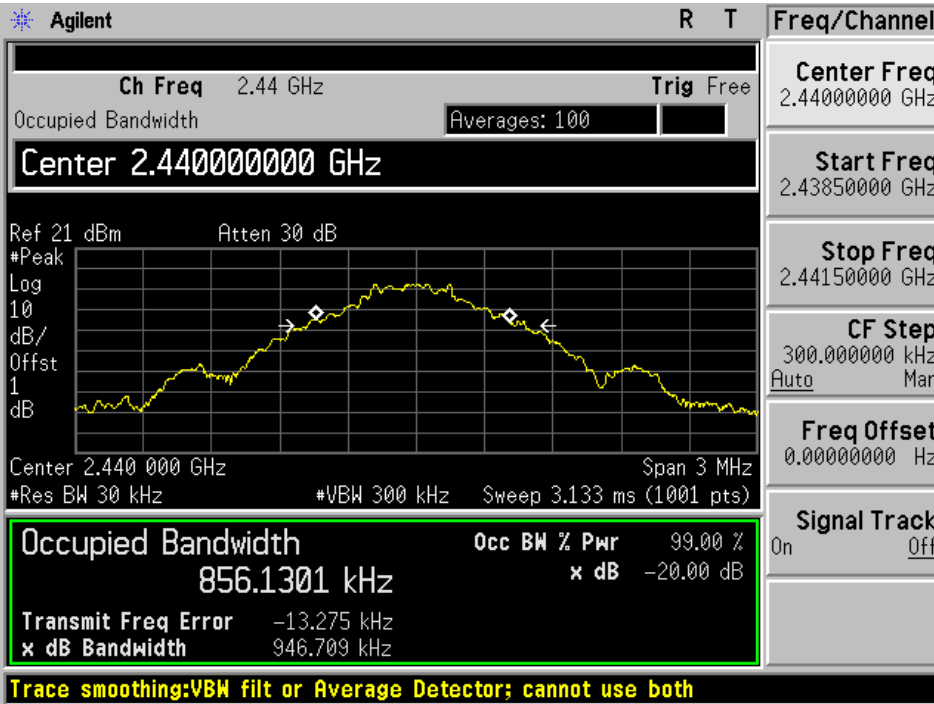 Agilent R T Freq/Channel
Ch Freq 2.44 GHz Trig Free
Occupied Bandwidth Averages: 100
Center 2.440000000 GHz
Ref 21 dBm Atten 30 dB
#Peak
Log
10
dB/
Offst
1
dB
Center 2.440 000 GHz Span 3 MHz
#Res BW 30 kHz #VBW 300 kHz Sweep 3.133 ms (1001 pts)
Occupied Bandwidth
856.1301 kHz
Occ BW % Pwr 99.00 %
x dB -20.00 dB
Transmit Freq Error -13.275 kHz
x dB Bandwidth 946.709 kHz
Trace smoothing:VBW filt or Average Detector; cannot use both
Center Freq
2.44000000 GHz
Start Freq
2.43850000 GHz
Stop Freq
2.44150000 GHz
CF Step
300.000000 kHz
Auto Man
Freq Offset
0.00000000 Hz
Signal Track
On Off